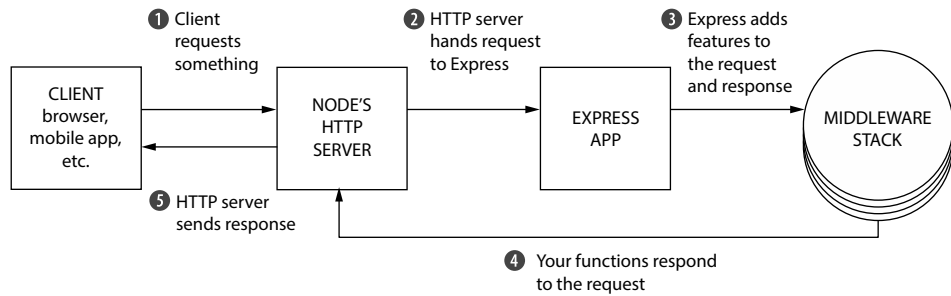 1 Client
requests
something
2 HTTP server
hands request
to Express
3 Express adds
features to
the request
and response
CLIENT
browser,
mobile app,
etc.
NODE'S
HTTP
SERVER
EXPRESS
APP
MIDDLEWARE
STACK
5 HTTP server
sends response
4 Your functions respond
to the request